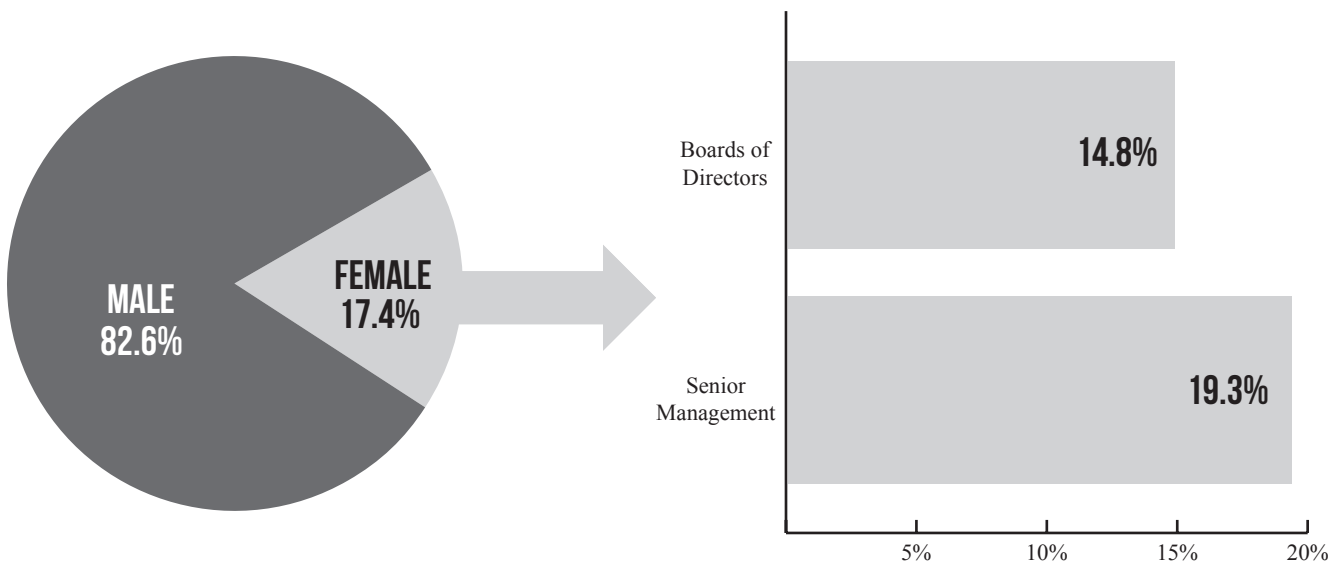 MALE
82.6%
FEMALE
17.4%
Boards of
Directors
14.8%
Senior
Management
19.3%
5%
10%
15%
20%